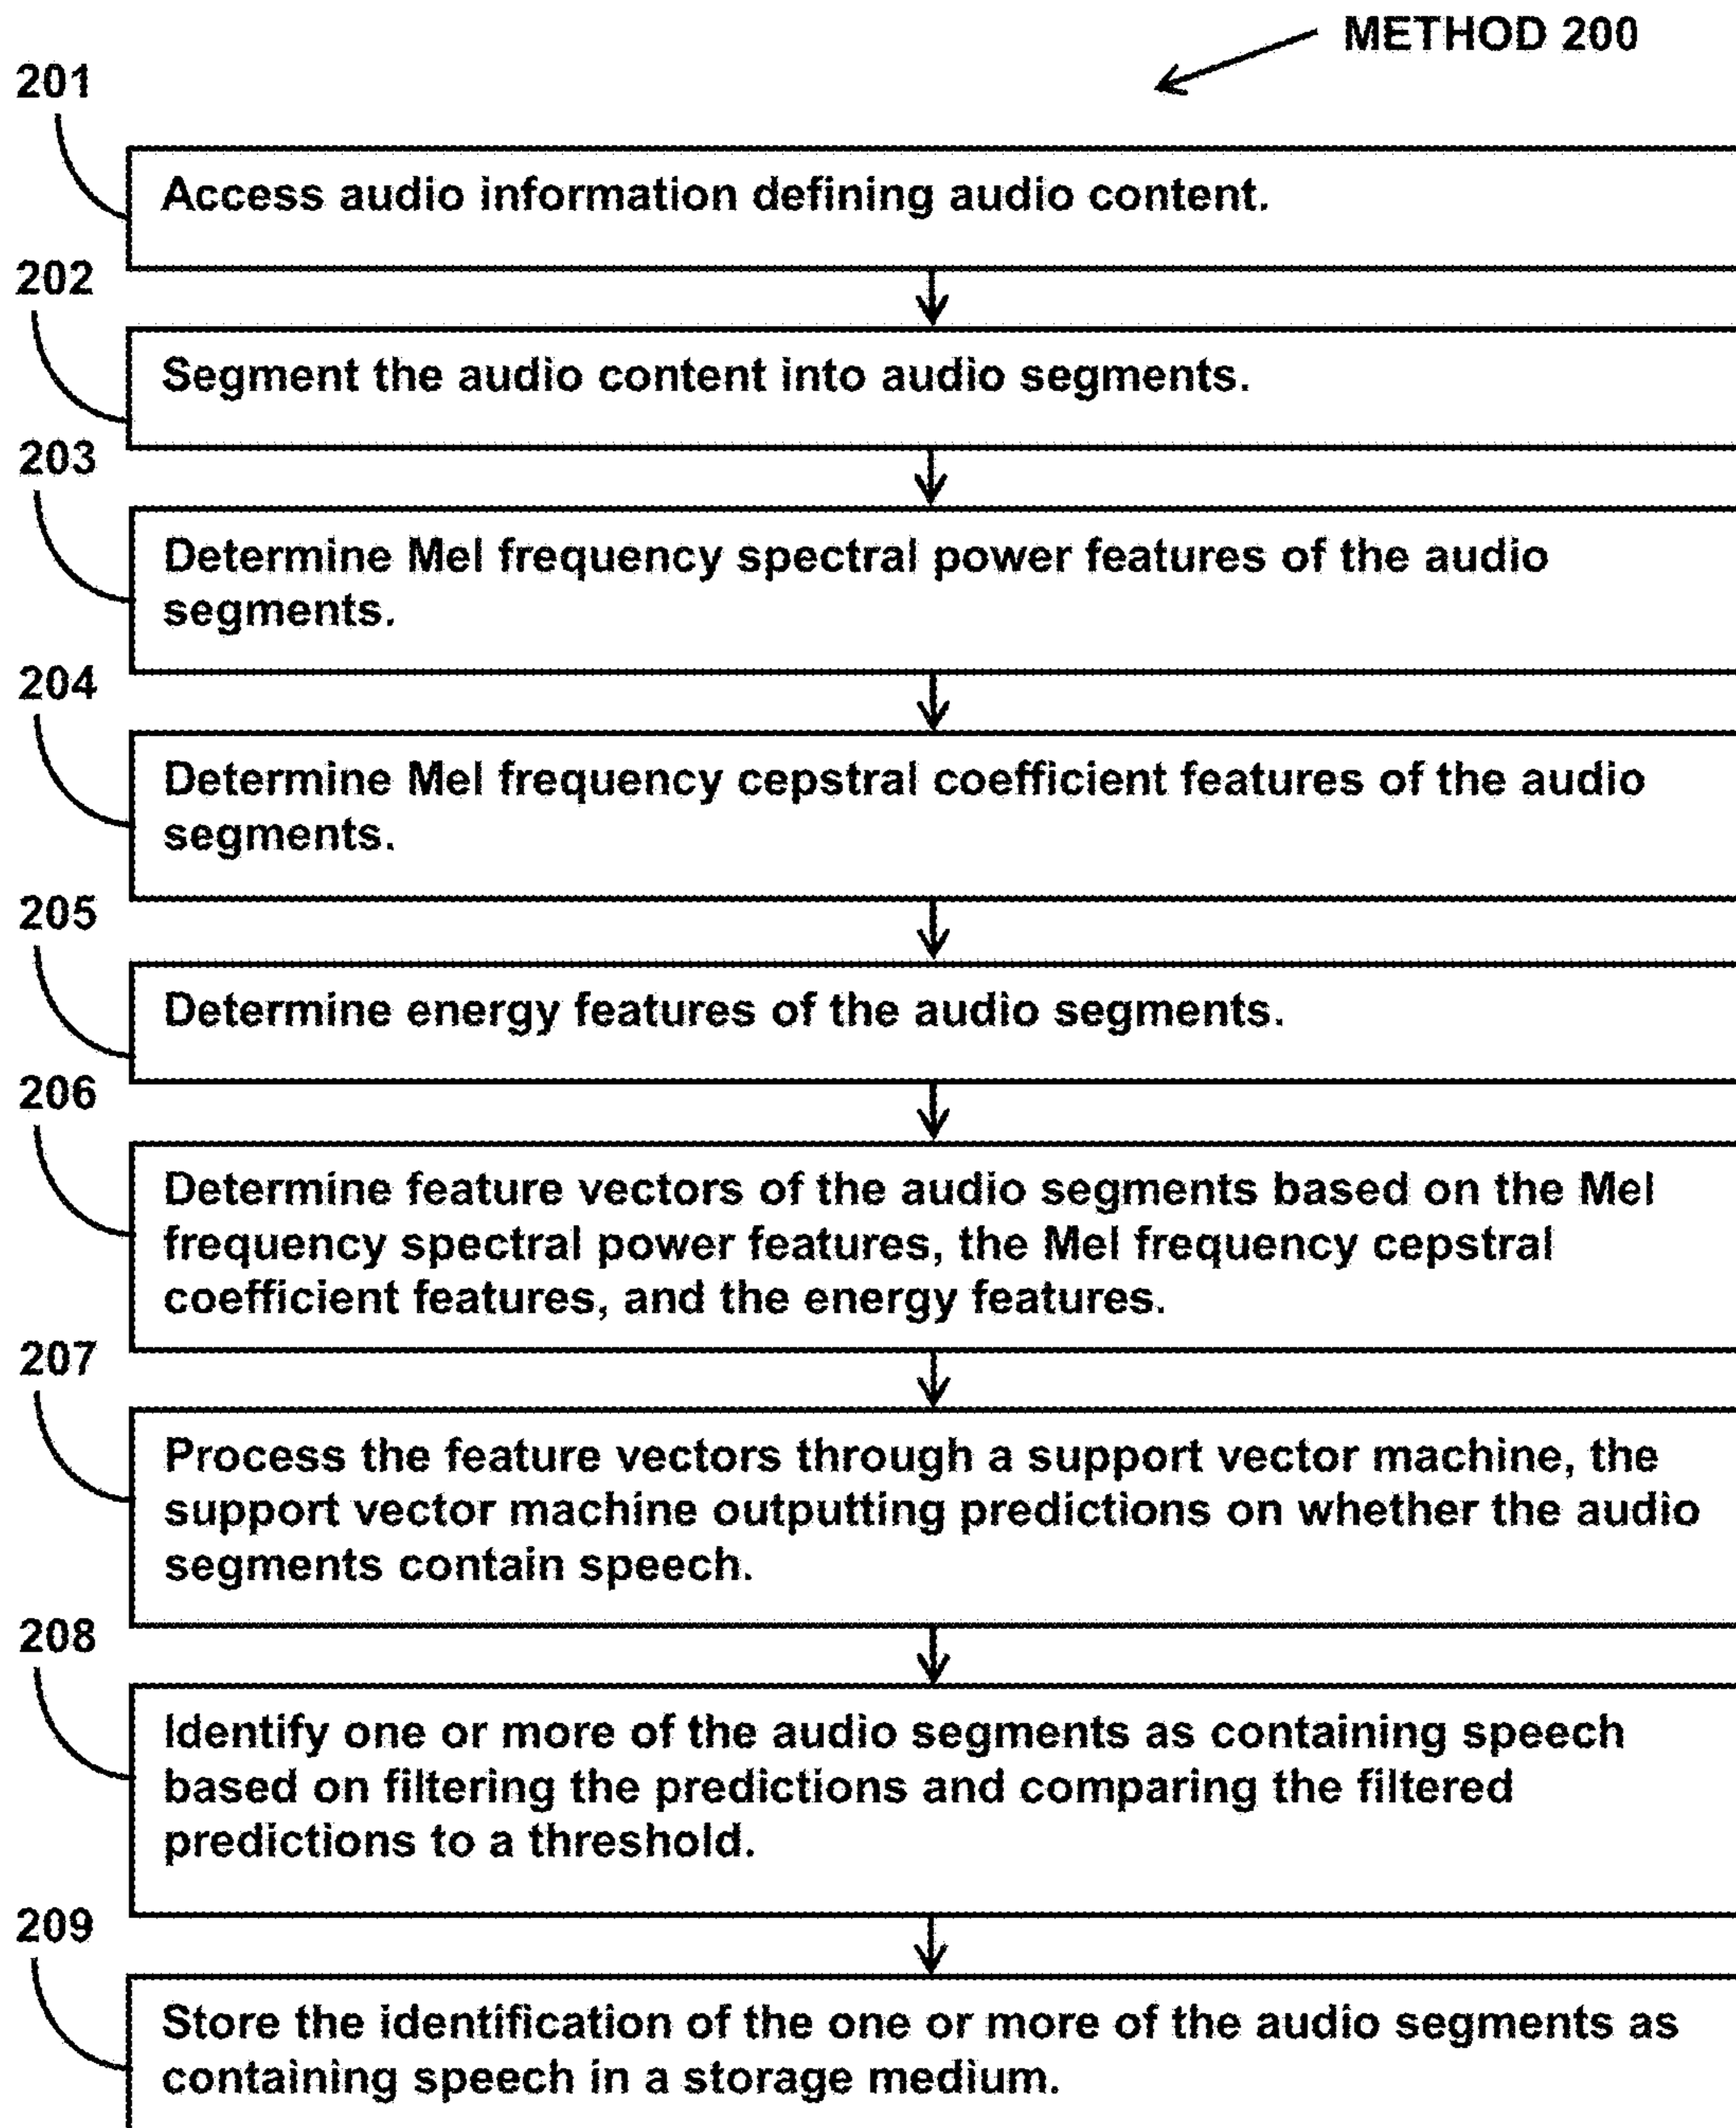 METHOD 200
201
Access audio information defining audio content.
202
Segment the audio content into audio segments.
203
Determine Mel frequency spectral power features of the audio
segments.
204
Determine Mel frequency cepstral coefficient features of the audio
segments.
205
Determine energy features of the audio segments.
206
Determine feature vectors of the audio segments based on the Mel
frequency spectral power features, the Mel frequency cepstral
coefficient features, and the energy features.
207
Process the feature vectors through a support vector machine, the
support vector machine outputting predictions on whether the audio
segments contain speech.
208
Identify one or more of the audio segments as containing speech
based on filtering the predictions and comparing the filtered
predictions to a threshold.
209
Store the identification of the one or more of the audio segments as
containing speech in a storage medium.